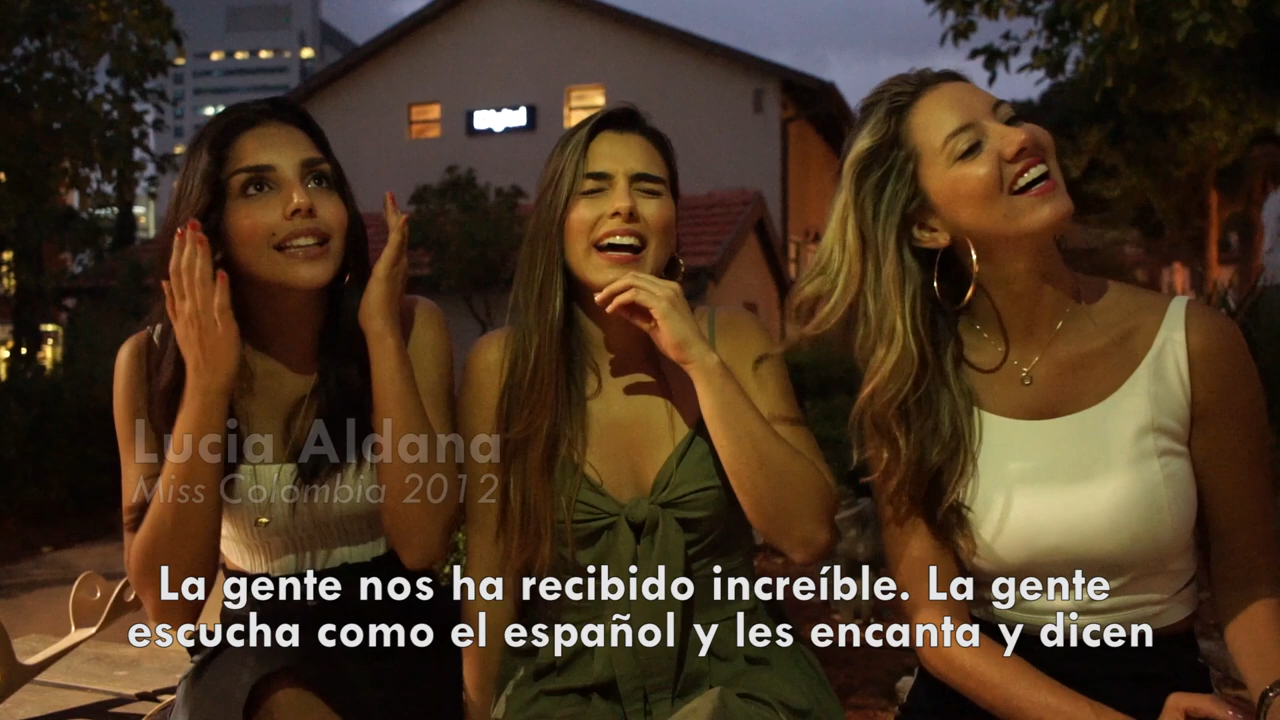 Digital
Lucia Aldana
Miss Colombia 2012
La gente nos ha recibido increíble. La gente
escucha como el español y les encanta y dicen